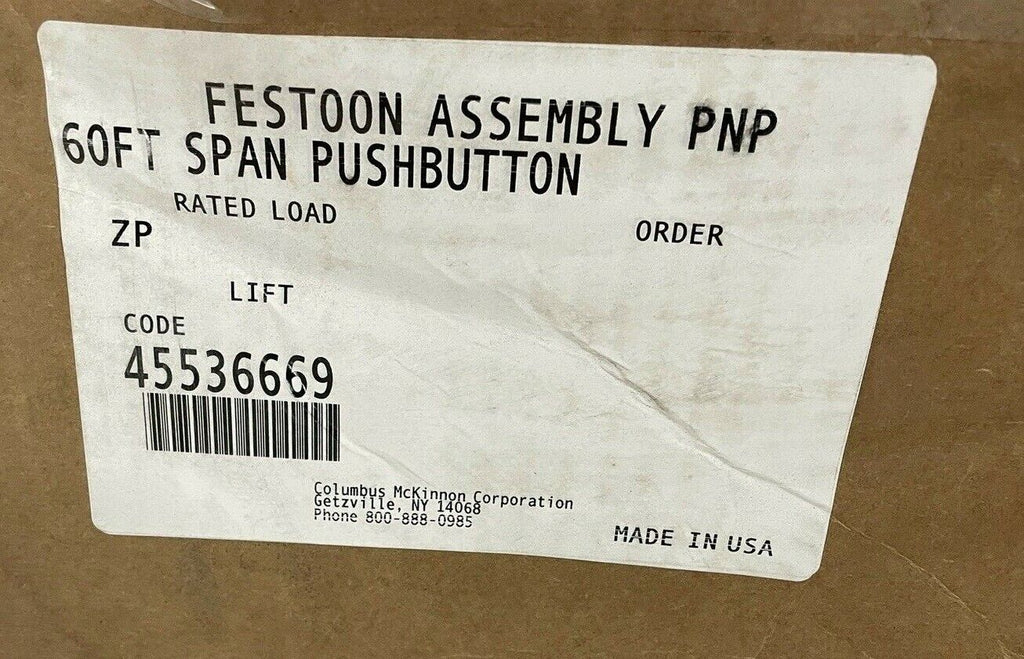 FESTOON ASSEMBLY PNP
60FT SPAN PUSHBUTTON
RATED LOAD
ZP
ORDER
LIFT
CODE
45536669
Columbus McKinnon Corporation
Getzville, NY 14068
Phone 800-888-0985
MADE IN USA